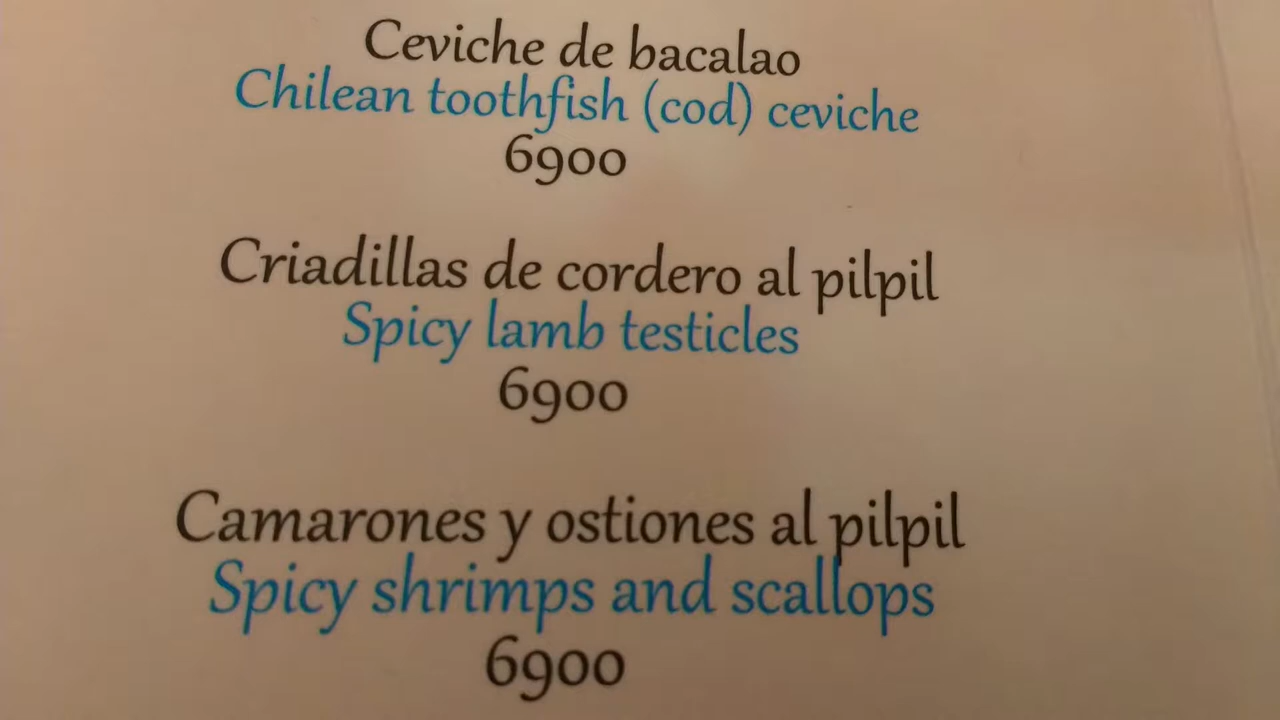 Ceviche de bacalao
Chilean toothfish (cod) ceviche
6900
Criadillas de cordero al pilpil
Spicy lamb testicles
6900
Camarones y ostiones al pilpil
Spicy shrimps and scallops
6900